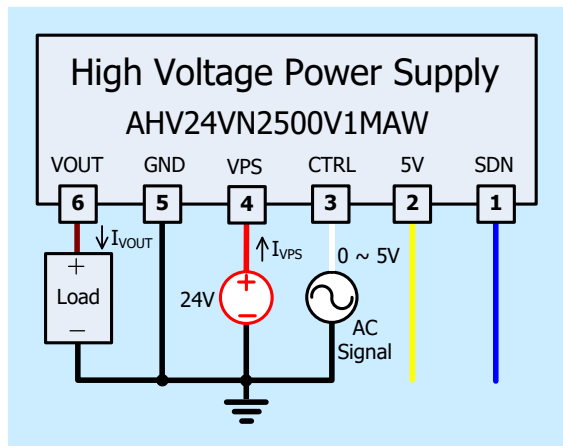 High Voltage Power Supply
AHV24VN2500V1MAW
VOUT GND VPS CTRL 5V SDN
6 5 4 3 2 1
↓IVOUT ↑IVPS 0 ~ 5V
+ +
Load 24V
− −
AC
Signal